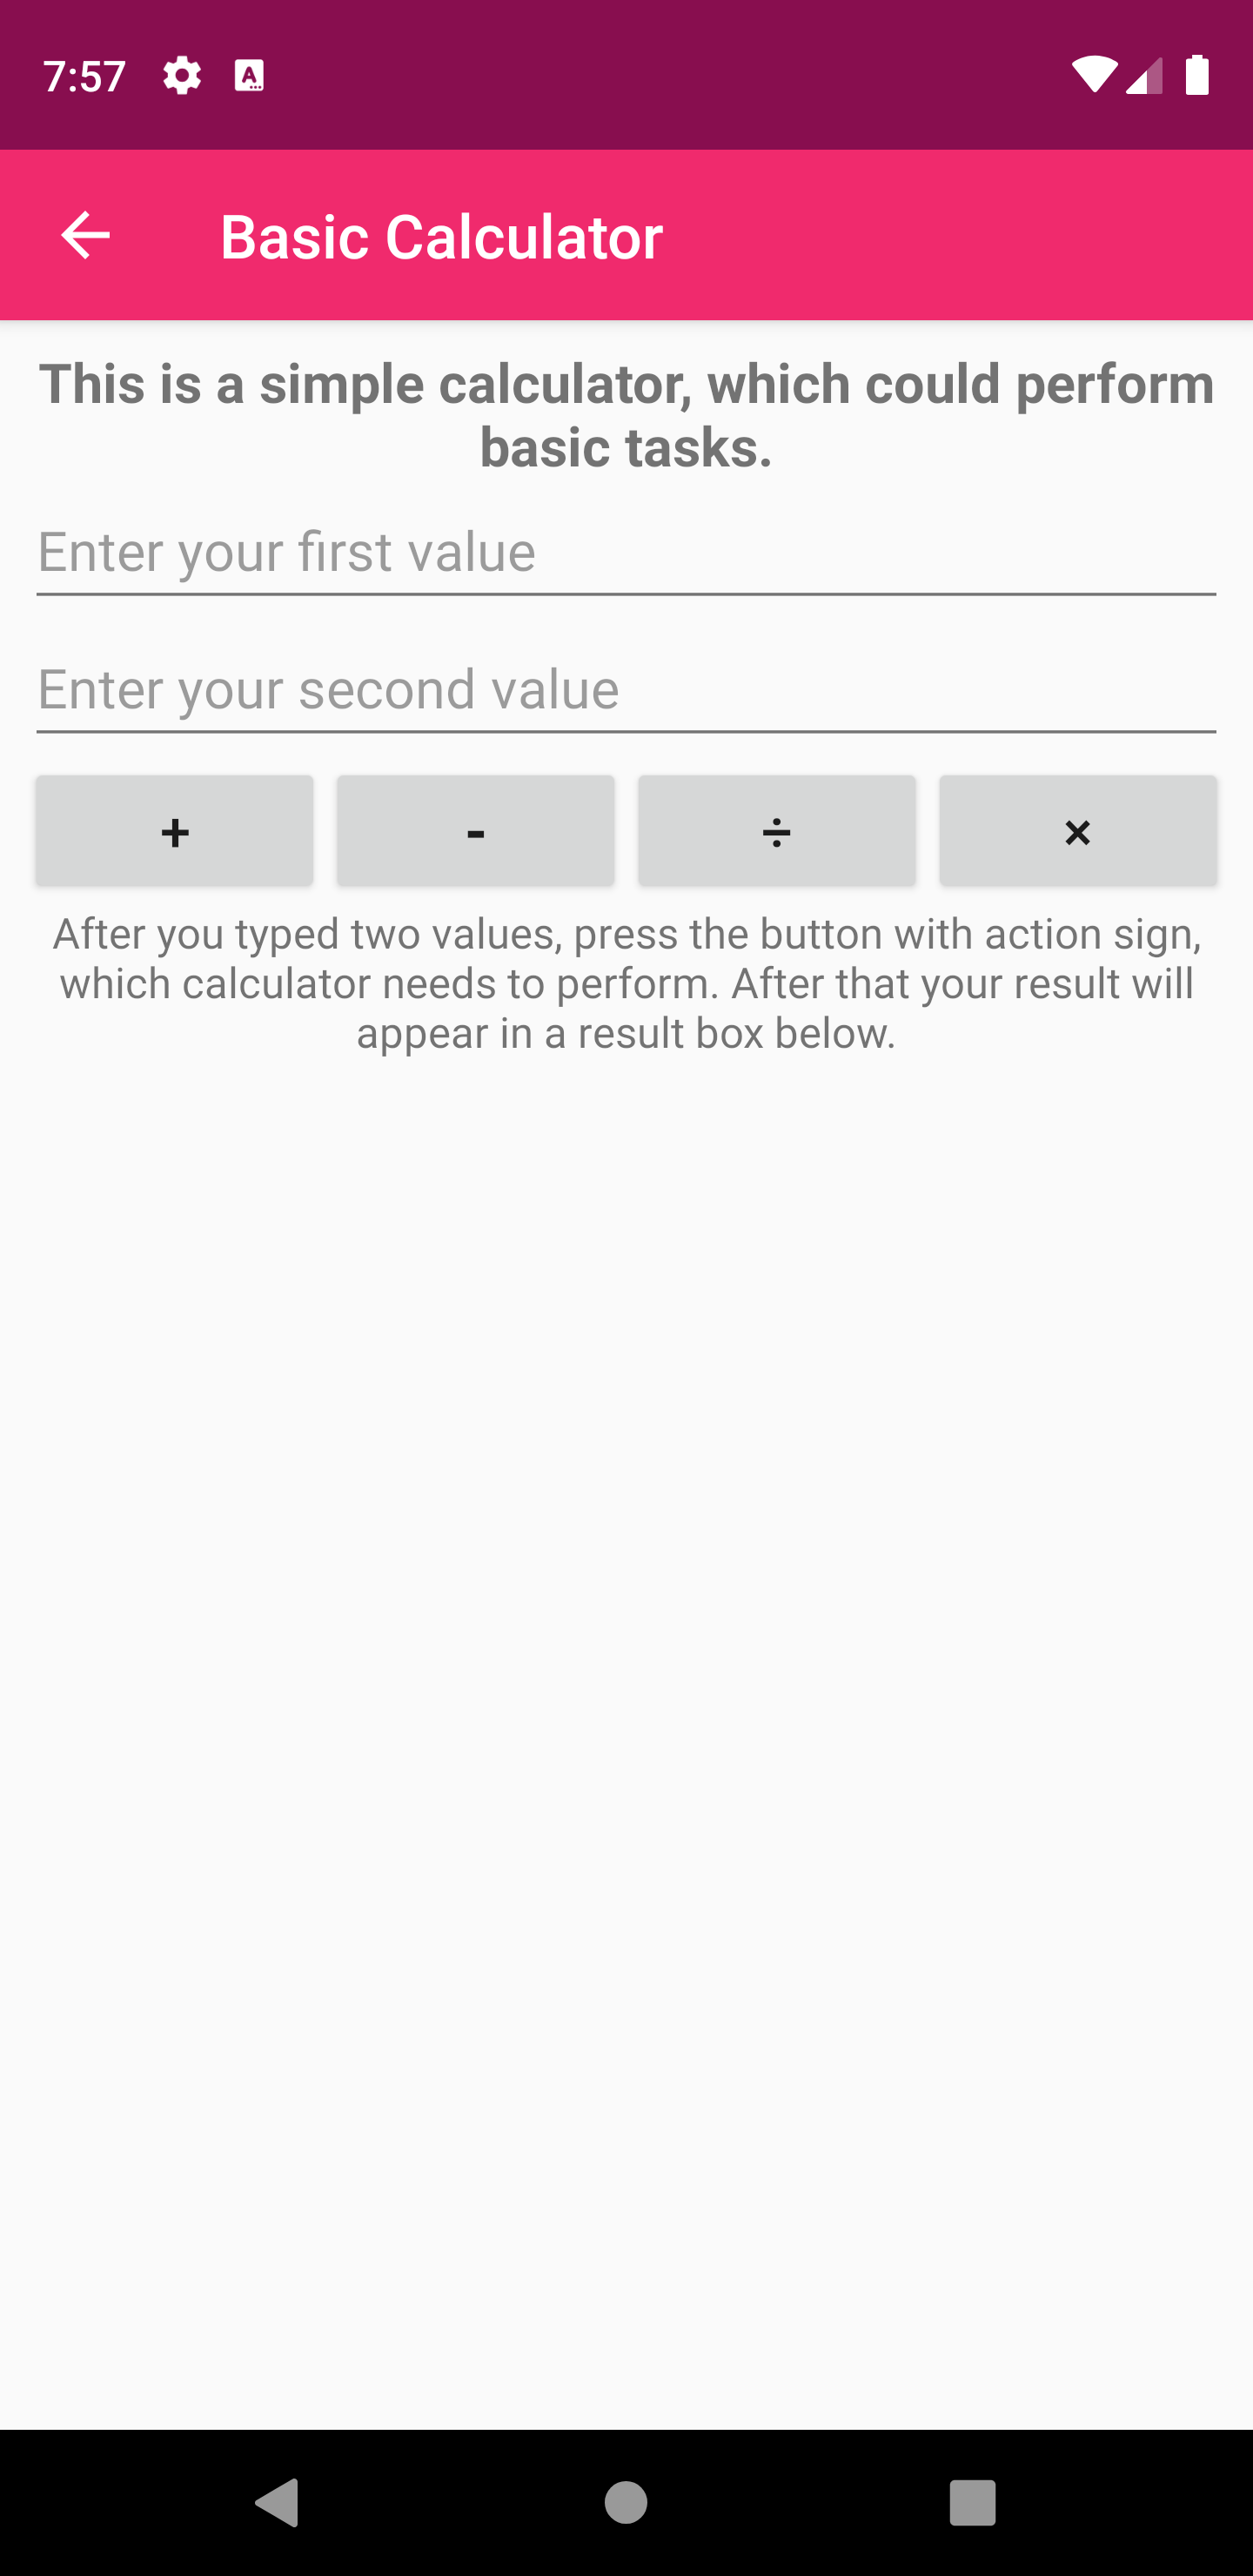 7:57
Basic Calculator
This is a simple calculator, which could perform
basic tasks.
Enter your first value
Enter your second value
+ - ÷ ×
After you typed two values, press the button with action sign,
which calculator needs to perform. After that your result will
appear in a result box below.